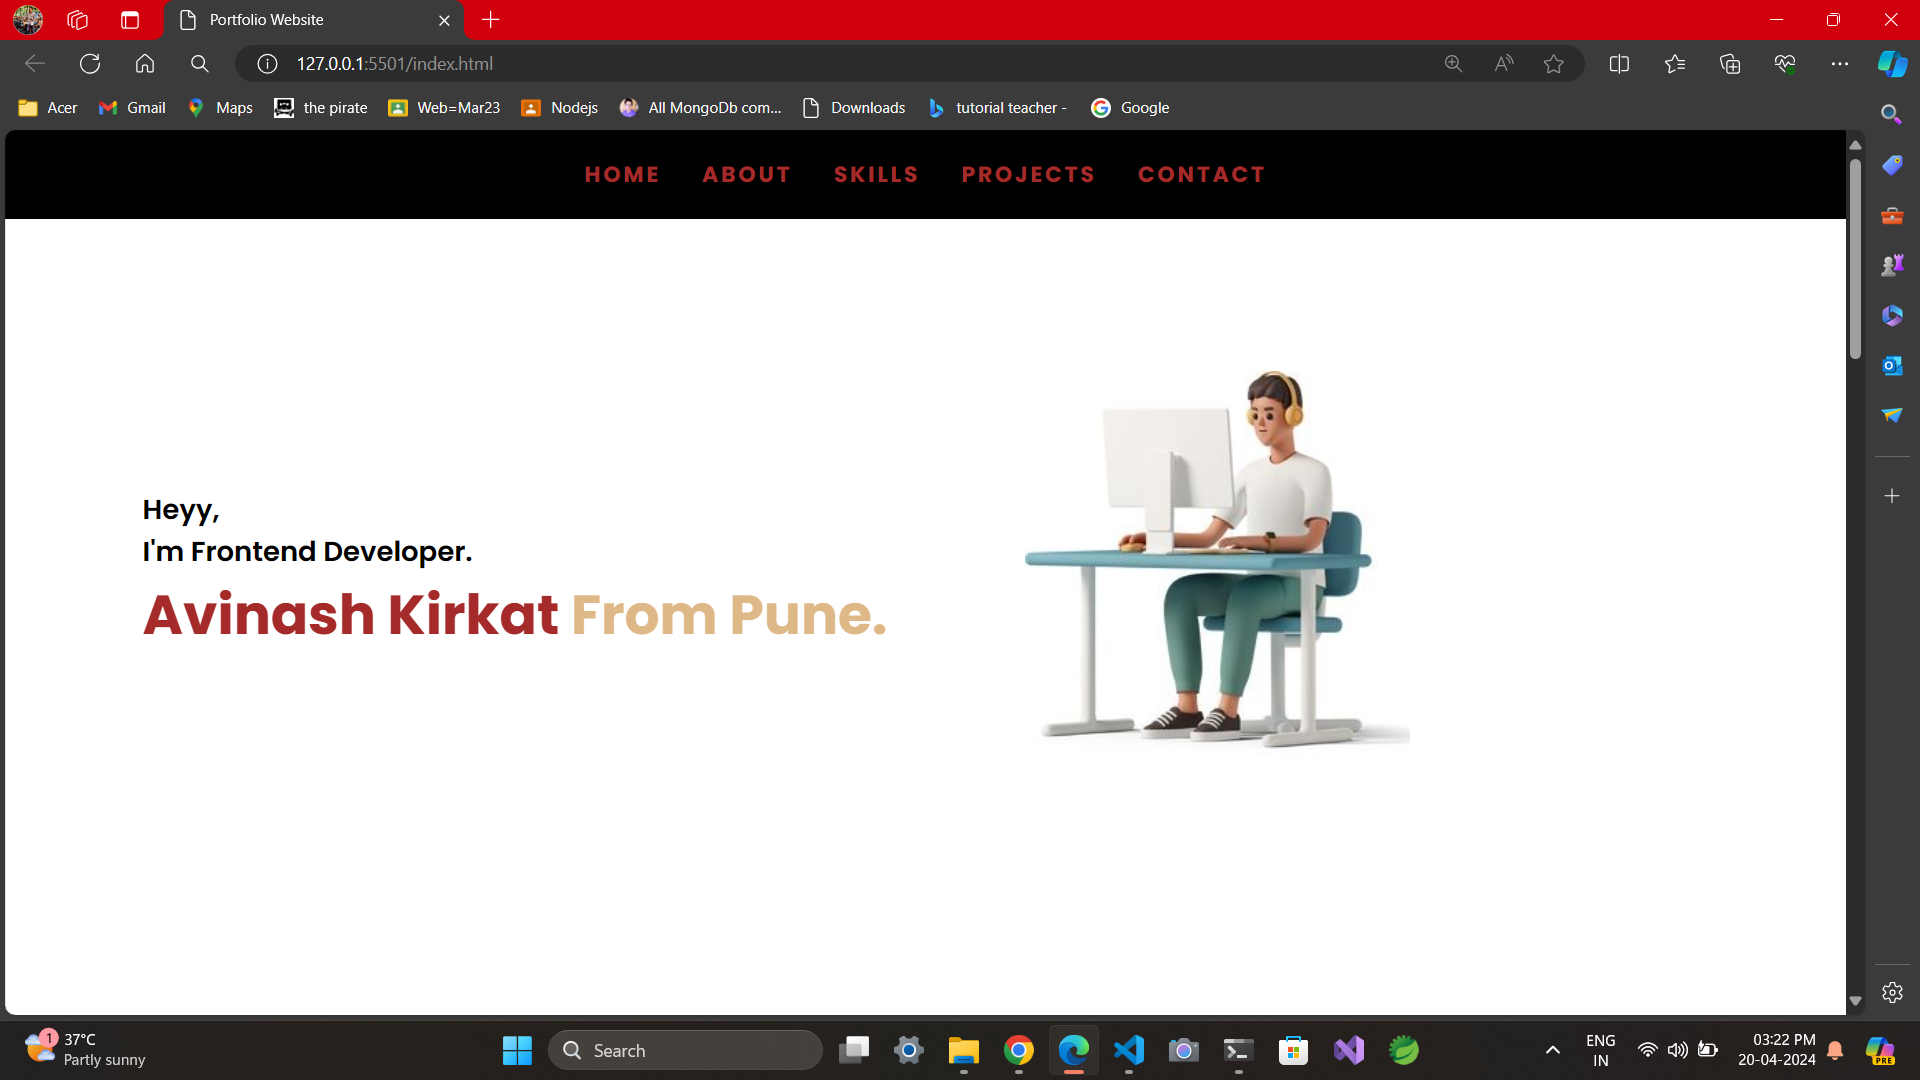 Portfolio Website
127.0.0.1:5501/index.html
Acer
Gmail
Maps
the pirate
Web=Mar23
Nodejs
All MongoDb com...
Downloads
tutorial teacher -
Google
HOME ABOUT SKILLS PROJECTS CONTACT
Heyy,
I'm Frontend Developer.
Avinash Kirkat From Pune.
1
37°C
Partly sunny
Search
ENG
IN
03:22 PM
20-04-2024
PRE